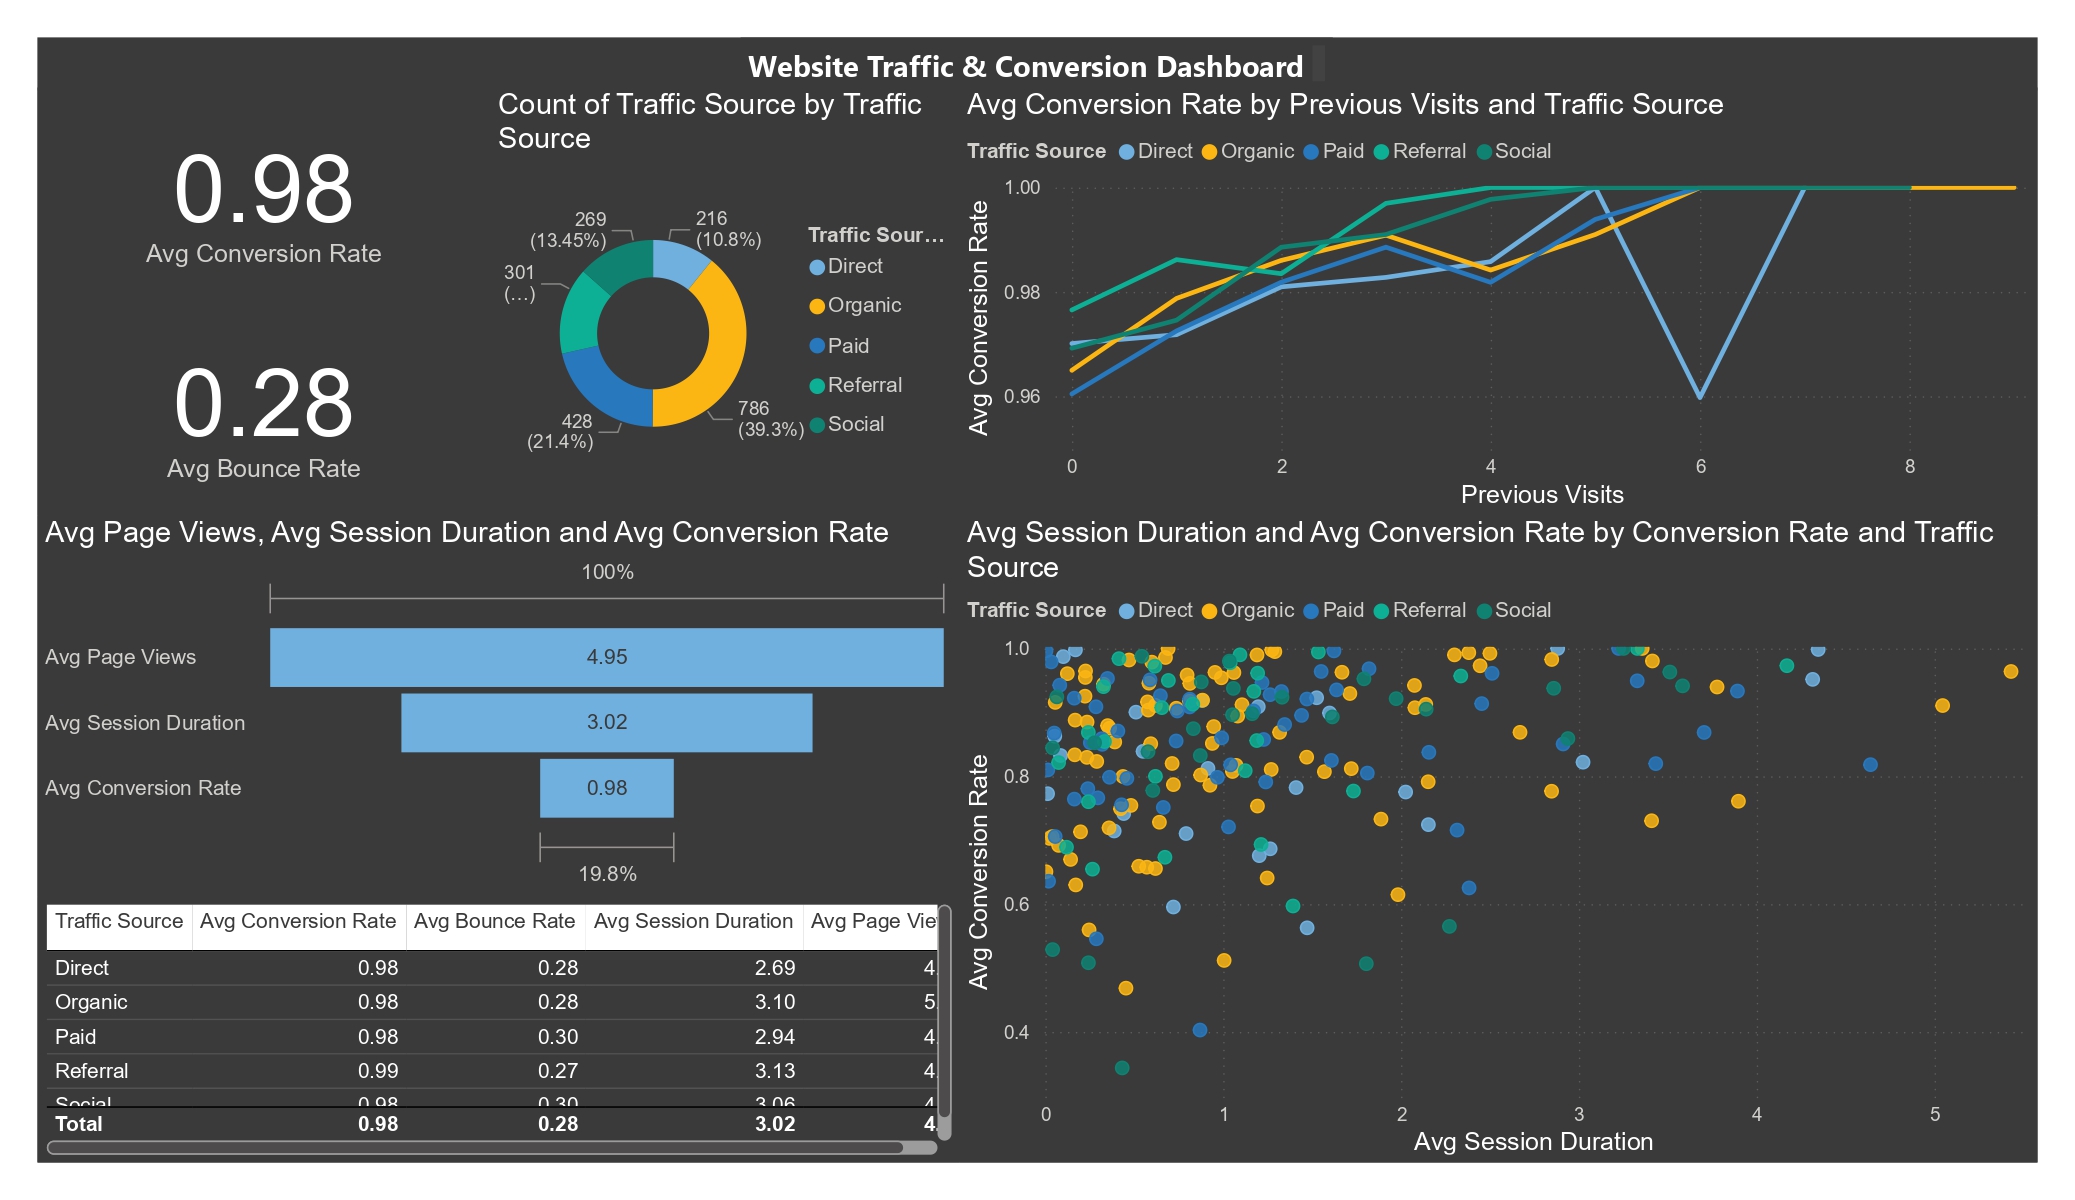 Website Traffic & Conversion Dashboard
0.98
Avg Conversion Rate
0.28
Avg Bounce Rate
Count of Traffic Source by Traffic
Source
269
(13.45%)
216
(10.8%)
301
(...)
428
(21.4%)
786
(39.3%)
Traffic Sour...
Direct
Organic
Paid
Referral
Social
Avg Conversion Rate by Previous Visits and Traffic Source
Traffic Source Direct Organic Paid Referral Social
Avg Conversion Rate
1.00
0.98
0.96
0 2 4 6 8
Previous Visits
Avg Page Views, Avg Session Duration and Avg Conversion Rate
100%
Avg Page Views 4.95
Avg Session Duration 3.02
Avg Conversion Rate 0.98
19.8%
Traffic Source Avg Conversion Rate Avg Bounce Rate Avg Session Duration Avg Page Vie
Direct 0.98 0.28 2.69 4.
Organic 0.98 0.28 3.10 5.
Paid 0.98 0.30 2.94 4.
Referral 0.99 0.27 3.13 4.
Social 0.98 0.30 3.06 4.
Total 0.98 0.28 3.02 4.
Avg Session Duration and Avg Conversion Rate by Conversion Rate and Traffic
Source
Traffic Source Direct Organic Paid Referral Social
Avg Conversion Rate
1.0
0.8
0.6
0.4
0 1 2 3 4 5
Avg Session Duration